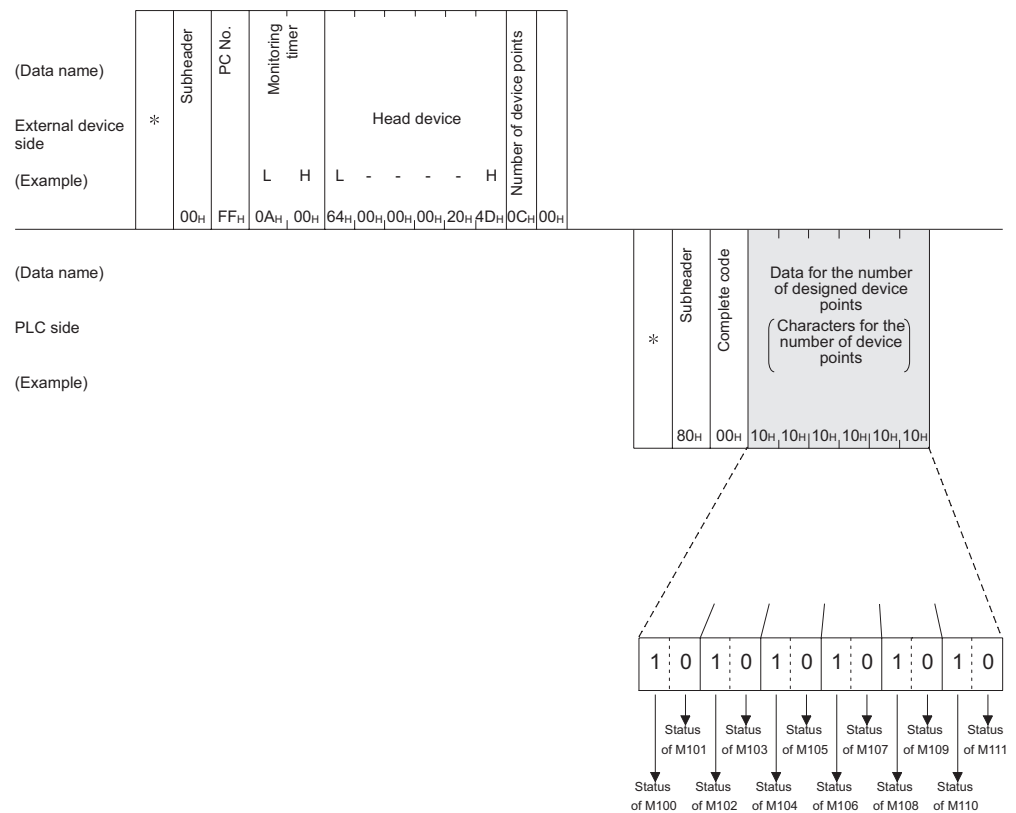 (Data name)
External device
side
(Example)
*
Subheader
00H
PC No.
FFH
Monitoring
timer
L H
0AH 00H
Head device
L - - - - H
64H 00H 00H 00H 20H 4DH
Number of device points
0CH 00H
(Data name)
PLC side
(Example)
*
Subheader
80H
Complete code
00H
Data for the number
of designed device
points
(Characters for the
number of device
points)
10H 10H 10H 10H 10H 10H
1 0 1 0 1 0 1 0 1 0 1 0
Status Status Status Status Status Status
of M101 of M103 of M105 of M107 of M109 of M111
Status Status Status Status Status Status
of M100 of M102 of M104 of M106 of M108 of M110